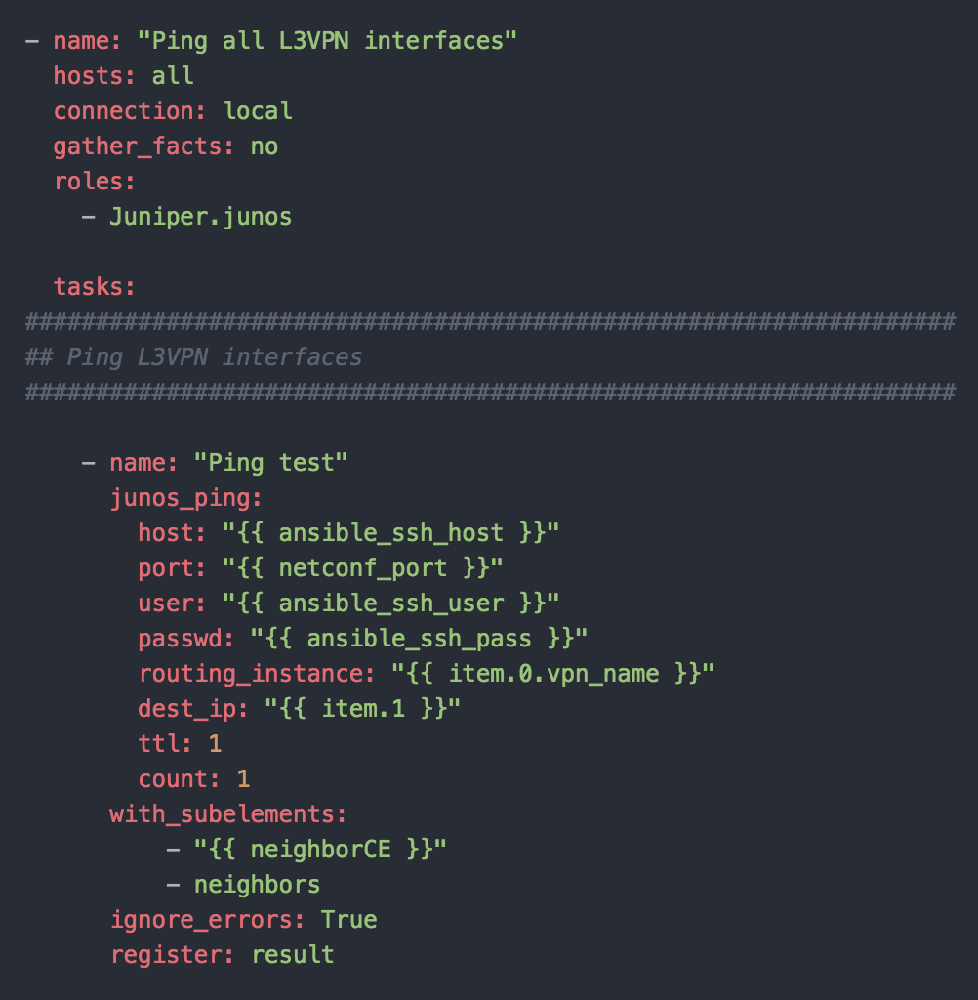 - name: "Ping all L3VPN interfaces"
  hosts: all
  connection: local
  gather_facts: no
  roles:
    - Juniper.junos

  tasks:
##################################################################
## Ping L3VPN interfaces
##################################################################

    - name: "Ping test"
      junos_ping:
        host: "{{ ansible_ssh_host }}"
        port: "{{ netconf_port }}"
        user: "{{ ansible_ssh_user }}"
        passwd: "{{ ansible_ssh_pass }}"
        routing_instance: "{{ item.0.vpn_name }}"
        dest_ip: "{{ item.1 }}"
        ttl: 1
        count: 1
      with_subelements:
          - "{{ neighborCE }}"
          - neighbors
      ignore_errors: True
      register: result